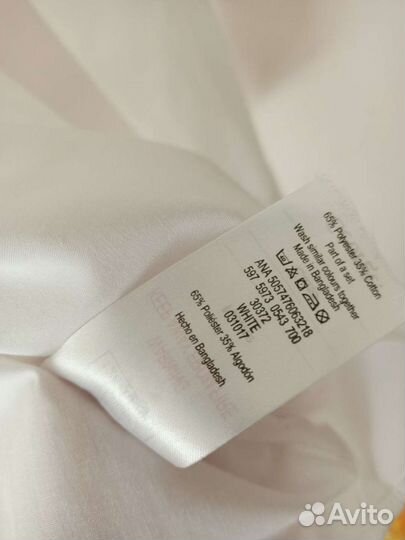 65% Polyester 35% Cotton
Part of a set
Wash similar colours together
Made in Bangladesh
ANA 5057476063218
597 5973 0543 700
30372
WHITE
031017
65% Poliéster 35% Algodón
Hecho en Bangladesh
Avito